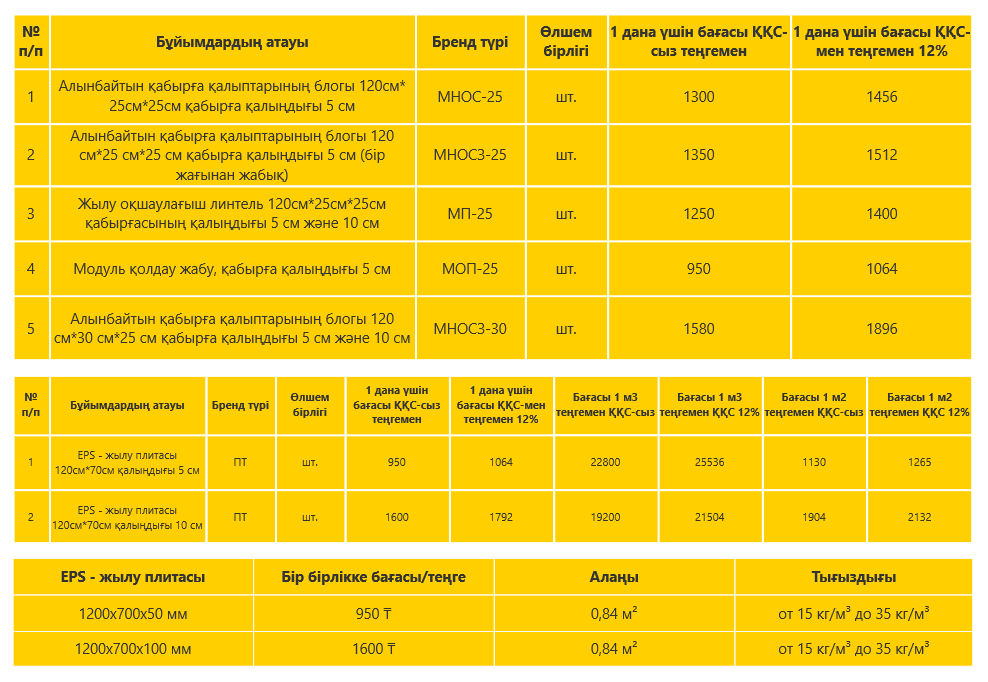 № п/п
Бұйымдардың атауы
Бренд түрі
Өлшем бірлігі
1 дана үшін бағасы ҚҚС-сыз теңгемен
1 дана үшін бағасы ҚҚС-мен теңгемен 12%
1
Алынбайтын қабырға қалыптарының блогы 120см*
25см*25см қабырға қалыңдығы 5 см
МНОС-25
шт.
1300
1456
2
Алынбайтын қабырға қалыптарының блогы 120
см*25 см*25 см қабырға қалыңдығы 5 см (бір
жағынан жабық)
МНОСЗ-25
шт.
1350
1512
3
Жылу оқшаулағыш линтель 120см*25см*25см
қабырғасының қалыңдығы 5 см және 10 см
МП-25
шт.
1250
1400
4
Модуль қолдау жабу, қабырға қалыңдығы 5 см
МОП-25
шт.
950
1064
5
Алынбайтын қабырға қалыптарының блогы 120
см*30 см*25 см қабырға қалыңдығы 5 см және 10 см
МНОСЗ-30
шт.
1580
1896
№
п/п
Бұйымдардың атауы
Бренд түрі
Өлшем
бірлігі
1 дана үшін
бағасы ҚҚС-сыз
теңгемен
1 дана үшін
бағасы ҚҚС-мен
теңгемен 12%
Бағасы 1 м3
теңгемен ҚҚС-сыз
Бағасы 1 м3
теңгемен ҚҚС 12%
Бағасы 1 м2
теңгемен ҚҚС-сыз
Бағасы 1 м2
теңгемен ҚҚС 12%
1
EPS - жылу плитасы
120см*70см қалыңдығы 5 см
ПТ
шт.
950
1064
22800
25536
1130
1265
2
EPS - жылу плитасы
120см*70см қалыңдығы 10 см
ПТ
шт.
1600
1792
19200
21504
1904
2132
EPS - жылу плитасы
Бір бірлікке бағасы/теңге
Алаңы
Тығыздығы
1200х700х50 мм
950 ₸
0,84 м²
от 15 кг/м³ до 35 кг/м³
1200х700х100 мм
1600 ₸
0,84 м²
от 15 кг/м³ до 35 кг/м³